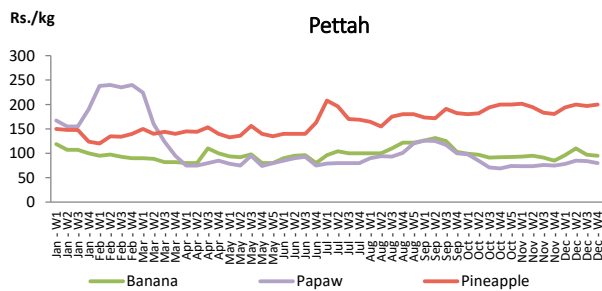 Rs./kg
Pettah
300
250
200
150
100
50
0
Jan - W1
Jan - W2
Jan - W3
Jan - W4
Feb - W1
Feb - W2
Feb - W3
Feb - W4
Mar - W1
Mar - W2
Mar - W3
Mar - W4
Apr - W1
Apr - W2
Apr - W3
Apr - W4
May - W1
May - W2
May - W3
May - W4
May - W5
Jun - W1
Jun - W2
Jun - W3
Jun - W4
Jul - W1
Jul - W2
Jul - W3
Jul - W4
Aug - W1
Aug - W2
Aug - W3
Aug - W4
Aug - W5
Sep - W1
Sep - W2
Sep - W3
Sep - W4
Oct - W1
Oct - W2
Oct - W3
Oct - W4
Oct - W5
Nov - W1
Nov - W2
Nov - W3
Nov - W4
Dec - W1
Dec - W2
Dec - W3
Dec - W4
Banana Papaw Pineapple